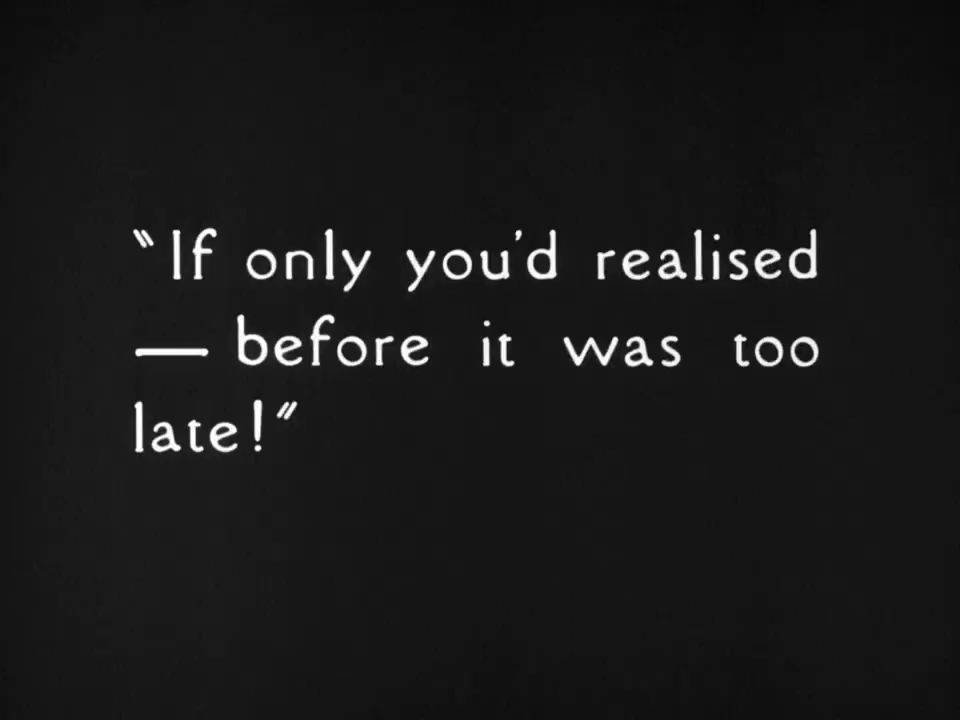 “If only you'd realised
— before it was too
late!”